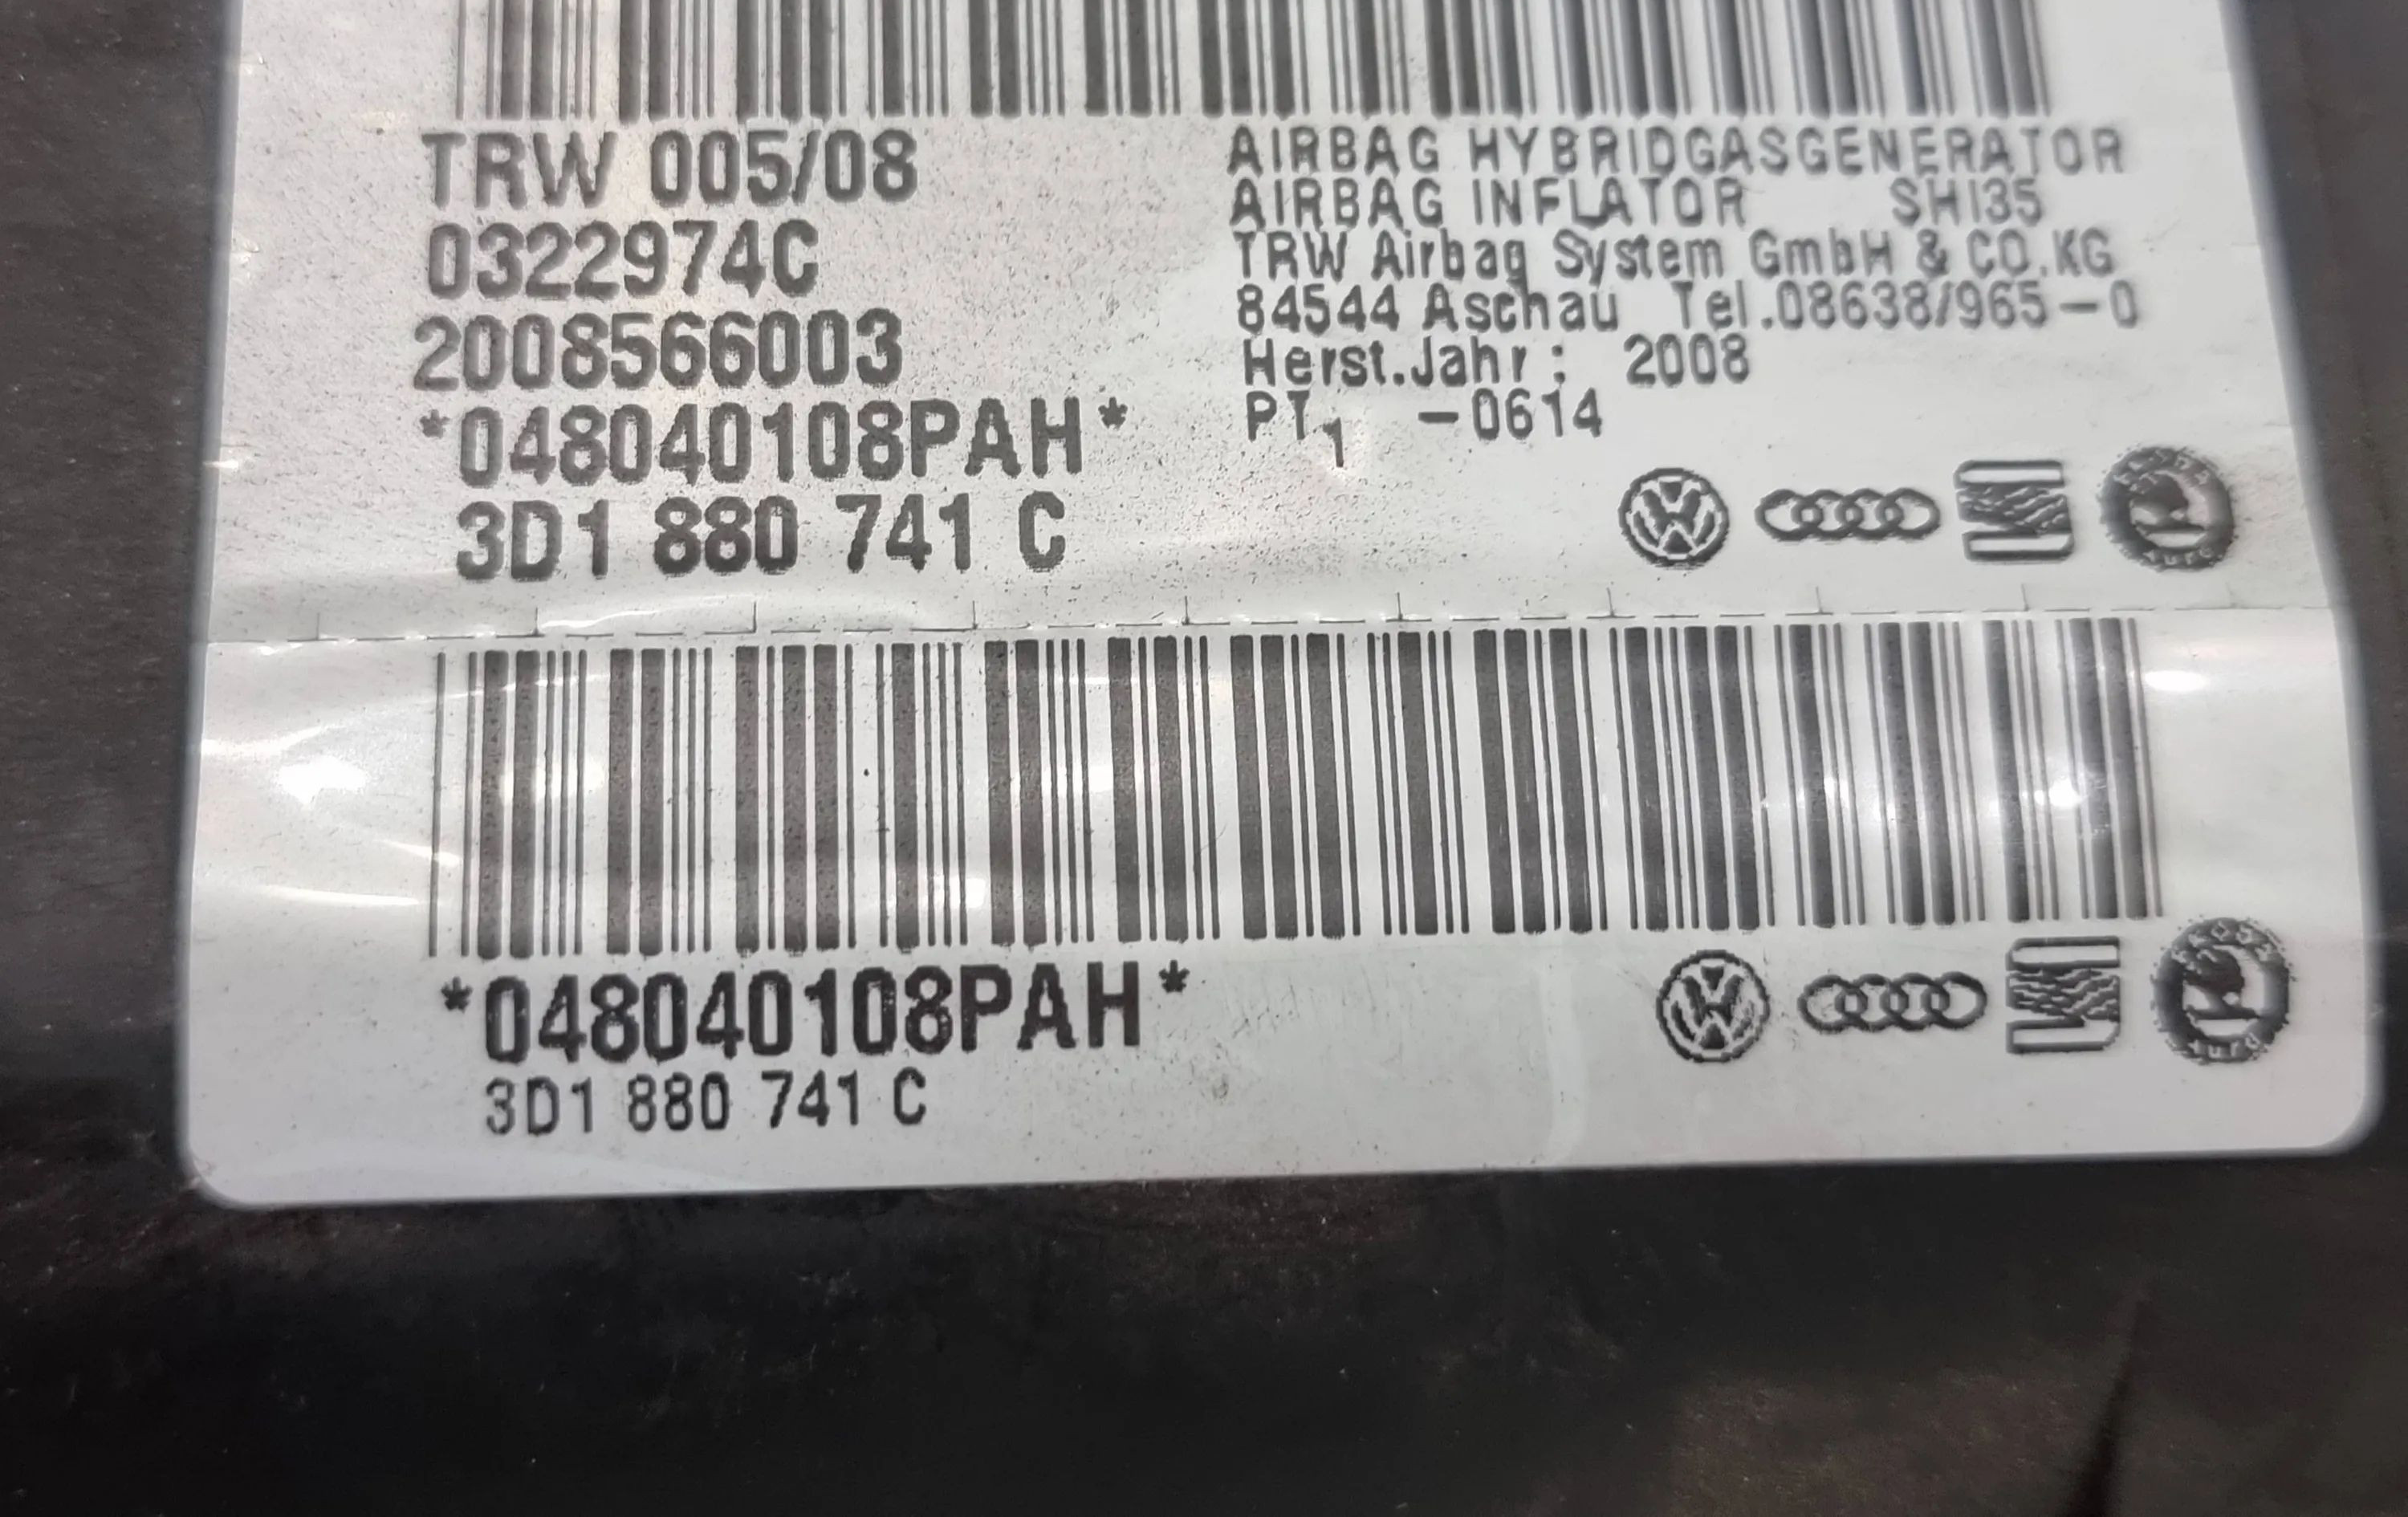 TRW 005/08
0322974C
2008566003
*048040108PAH*
3D1 880 741 C
AIRBAG HYBRIDGASGENERATOR
AIRBAG INFLATOR SHI35
TRW Airbag System GmbH & CO.KG
84544 Aschau Tel.08638/965-0
Herst.Jahr: 2008
PT1 -0614
*048040108PAH*
3D1 880 741 C